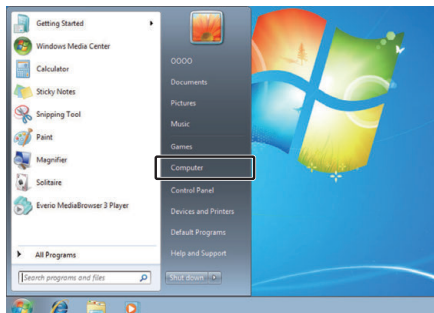 Getting Started
Windows Media Center
Calculator
Sticky Notes
Snipping Tool
Paint
Magnifier
Solitaire
Everio MediaBrowser 3 Player
All Programs
Search programs and files
OOOO
Documents
Pictures
Music
Games
Computer
Control Panel
Devices and Printers
Default Programs
Help and Support
Shut down